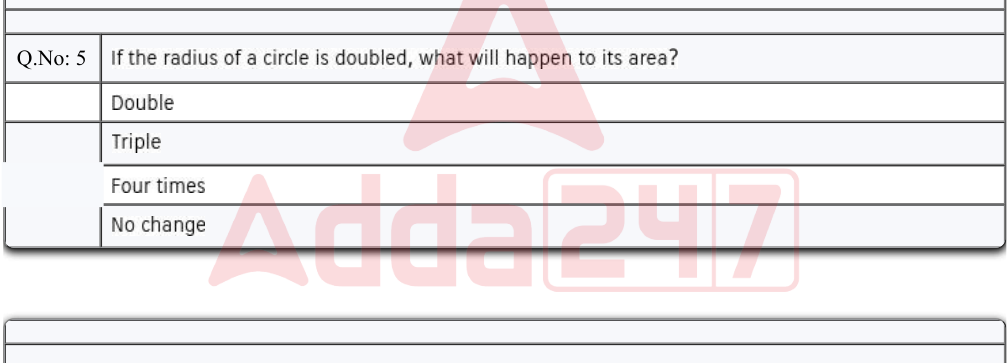 Q.No: 5 If the radius of a circle is doubled, what will happen to its area?
Double
Triple
Four times
No change
Adda247